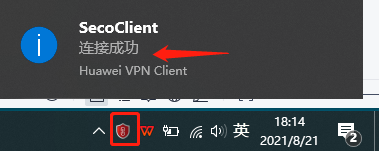 SecoClient
连接成功
Huawei VPN Client
英
18:14
2021/8/21
2